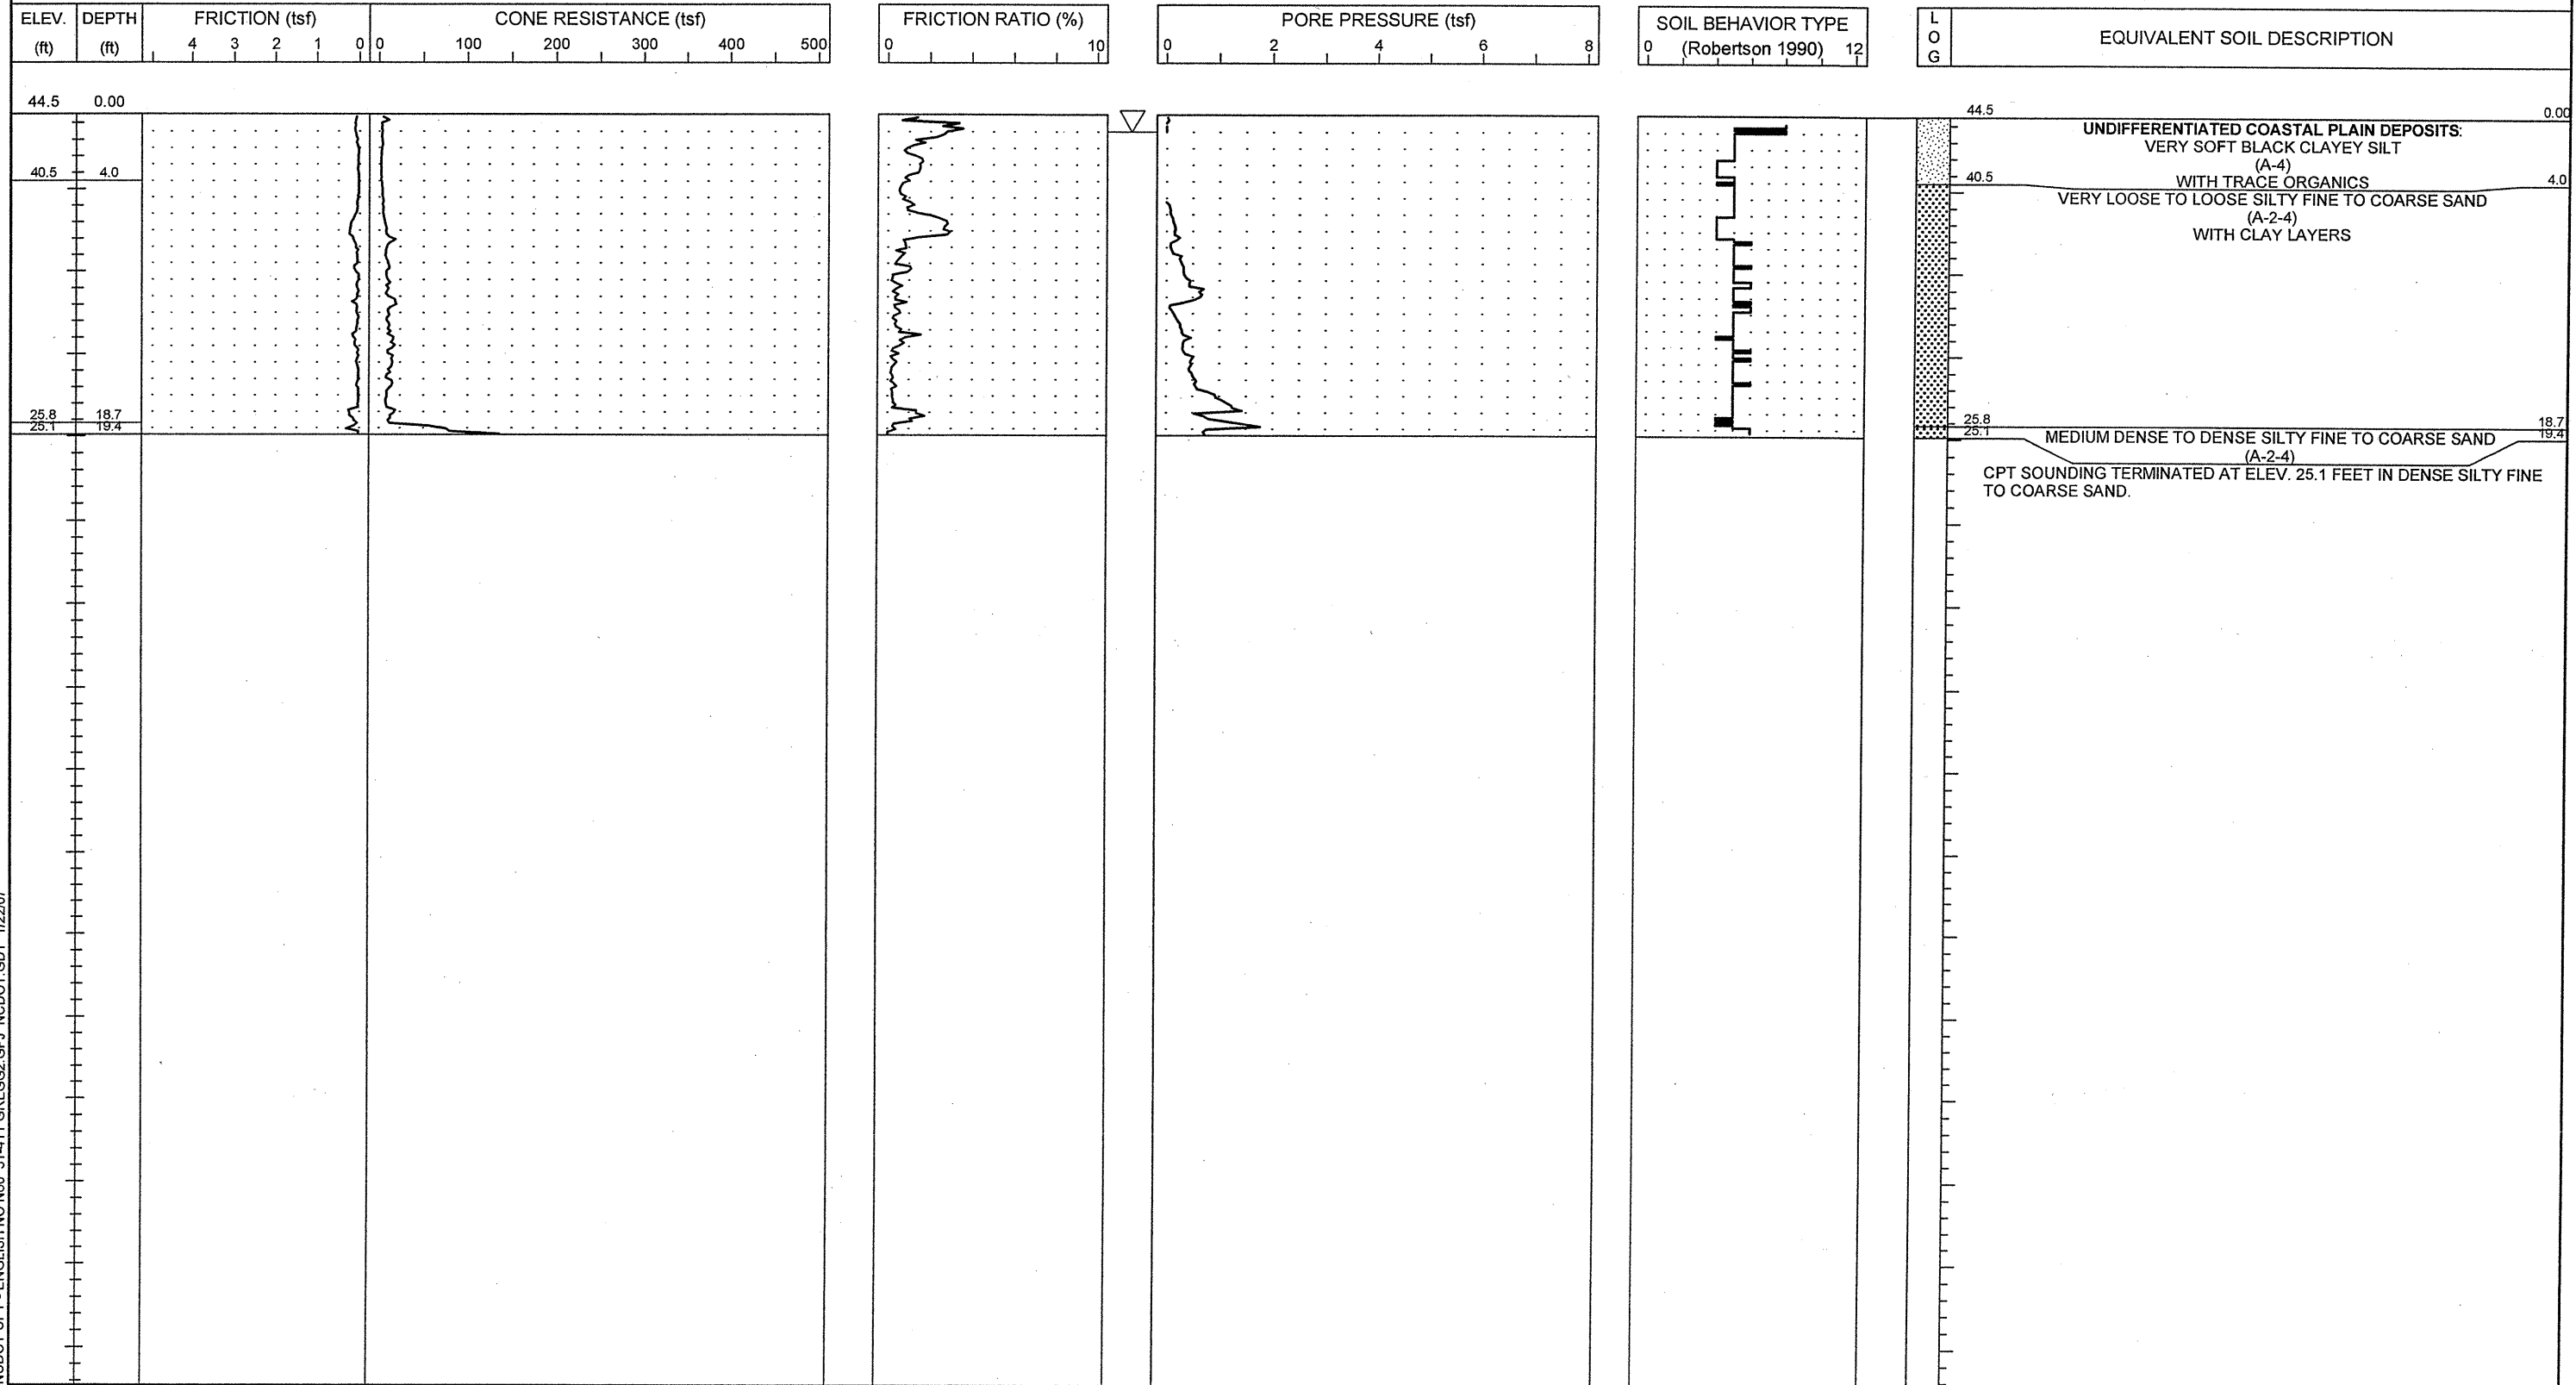 ELEV. DEPTH FRICTION (tsf) CONE RESISTANCE (tsf) FRICTION RATIO (%) PORE PRESSURE (tsf) SOIL BEHAVIOR TYPE L O G EQUIVALENT SOIL DESCRIPTION
(ft) (ft) 4 3 2 1 0 0 100 200 300 400 500 0 10 0 2 4 6 8 0 (Robertson 1990) 12
44.5 0.00
44.5 0.00
UNDIFFERENTIATED COASTAL PLAIN DEPOSITS:
VERY SOFT BLACK CLAYEY SILT
(A-4)
40.5 4.0 40.5 WITH TRACE ORGANICS 4.0
VERY LOOSE TO LOOSE SILTY FINE TO COARSE SAND
(A-2-4)
WITH CLAY LAYERS
25.8 18.7 25.8 18.7
25.1 19.4 25.1 MEDIUM DENSE TO DENSE SILTY FINE TO COARSE SAND 19.4
(A-2-4)
CPT SOUNDING TERMINATED AT ELEV. 25.1 FEET IN DENSE SILTY FINE
TO COARSE SAND.